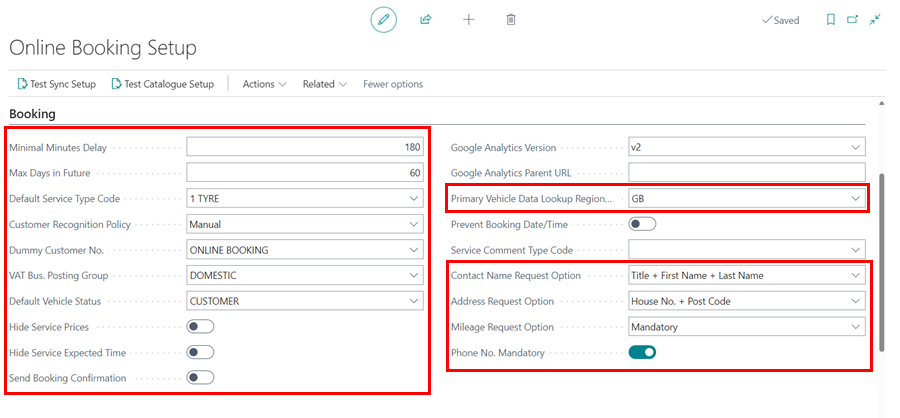 Saved
Online Booking Setup
Test Sync Setup Test Catalogue Setup Actions Related Fewer options
Booking
Minimal Minutes Delay 180
Max Days in Future 60
Default Service Type Code 1 TYRE
Customer Recognition Policy Manual
Dummy Customer No. ONLINE BOOKING
VAT Bus. Posting Group DOMESTIC
Default Vehicle Status CUSTOMER
Hide Service Prices
Hide Service Expected Time
Send Booking Confirmation
Google Analytics Version v2
Google Analytics Parent URL
Primary Vehicle Data Lookup Region... GB
Prevent Booking Date/Time
Service Comment Type Code
Contact Name Request Option Title + First Name + Last Name
Address Request Option House No. + Post Code
Mileage Request Option Mandatory
Phone No. Mandatory